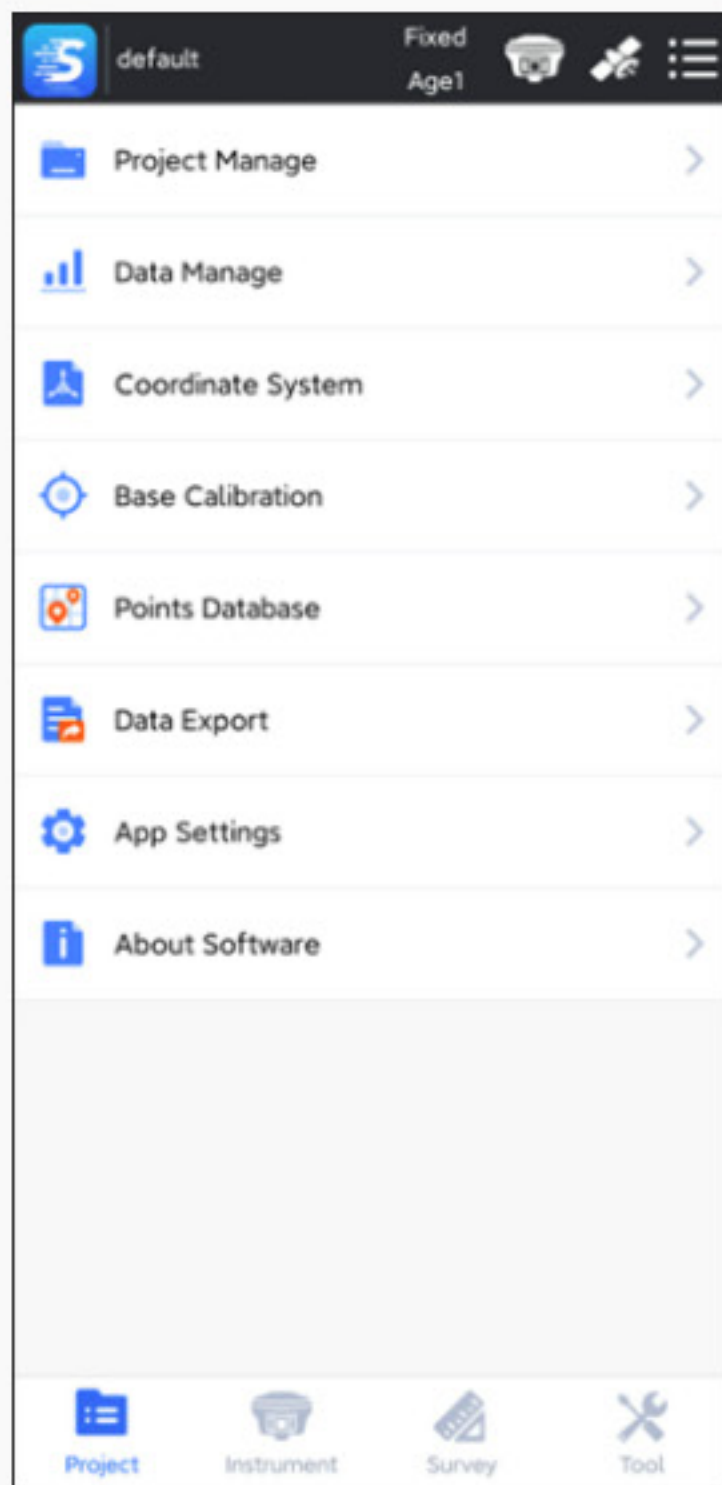 S
default
Fixed
Age1
Project Manage
Data Manage
Coordinate System
Base Calibration
Points Database
Data Export
App Settings
About Software
Project
Instrument
Survey
Tool